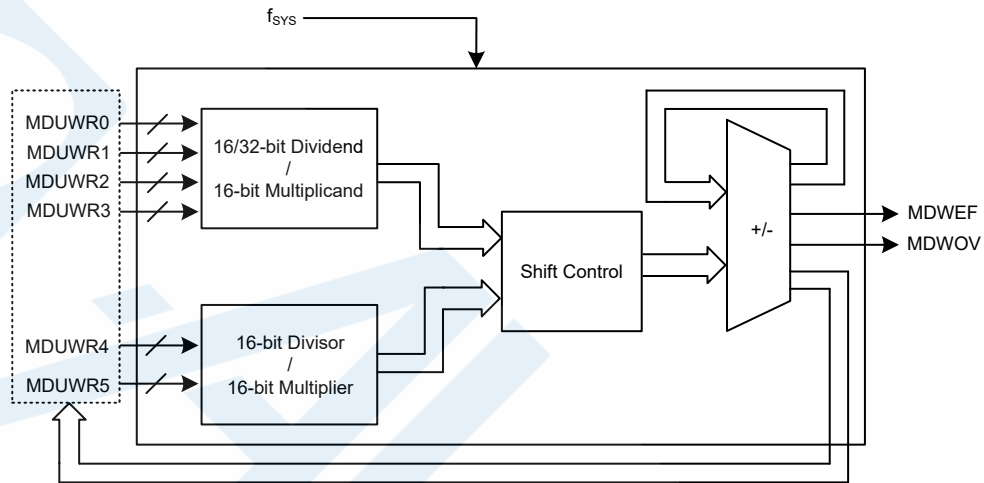 fSYS
MDUWR0
MDUWR1
MDUWR2
MDUWR3
16/32-bit Dividend
/
16-bit Multiplicand
Shift Control
+/-
MDWEF
MDWOV
MDUWR4
MDUWR5
16-bit Divisor
/
16-bit Multiplier